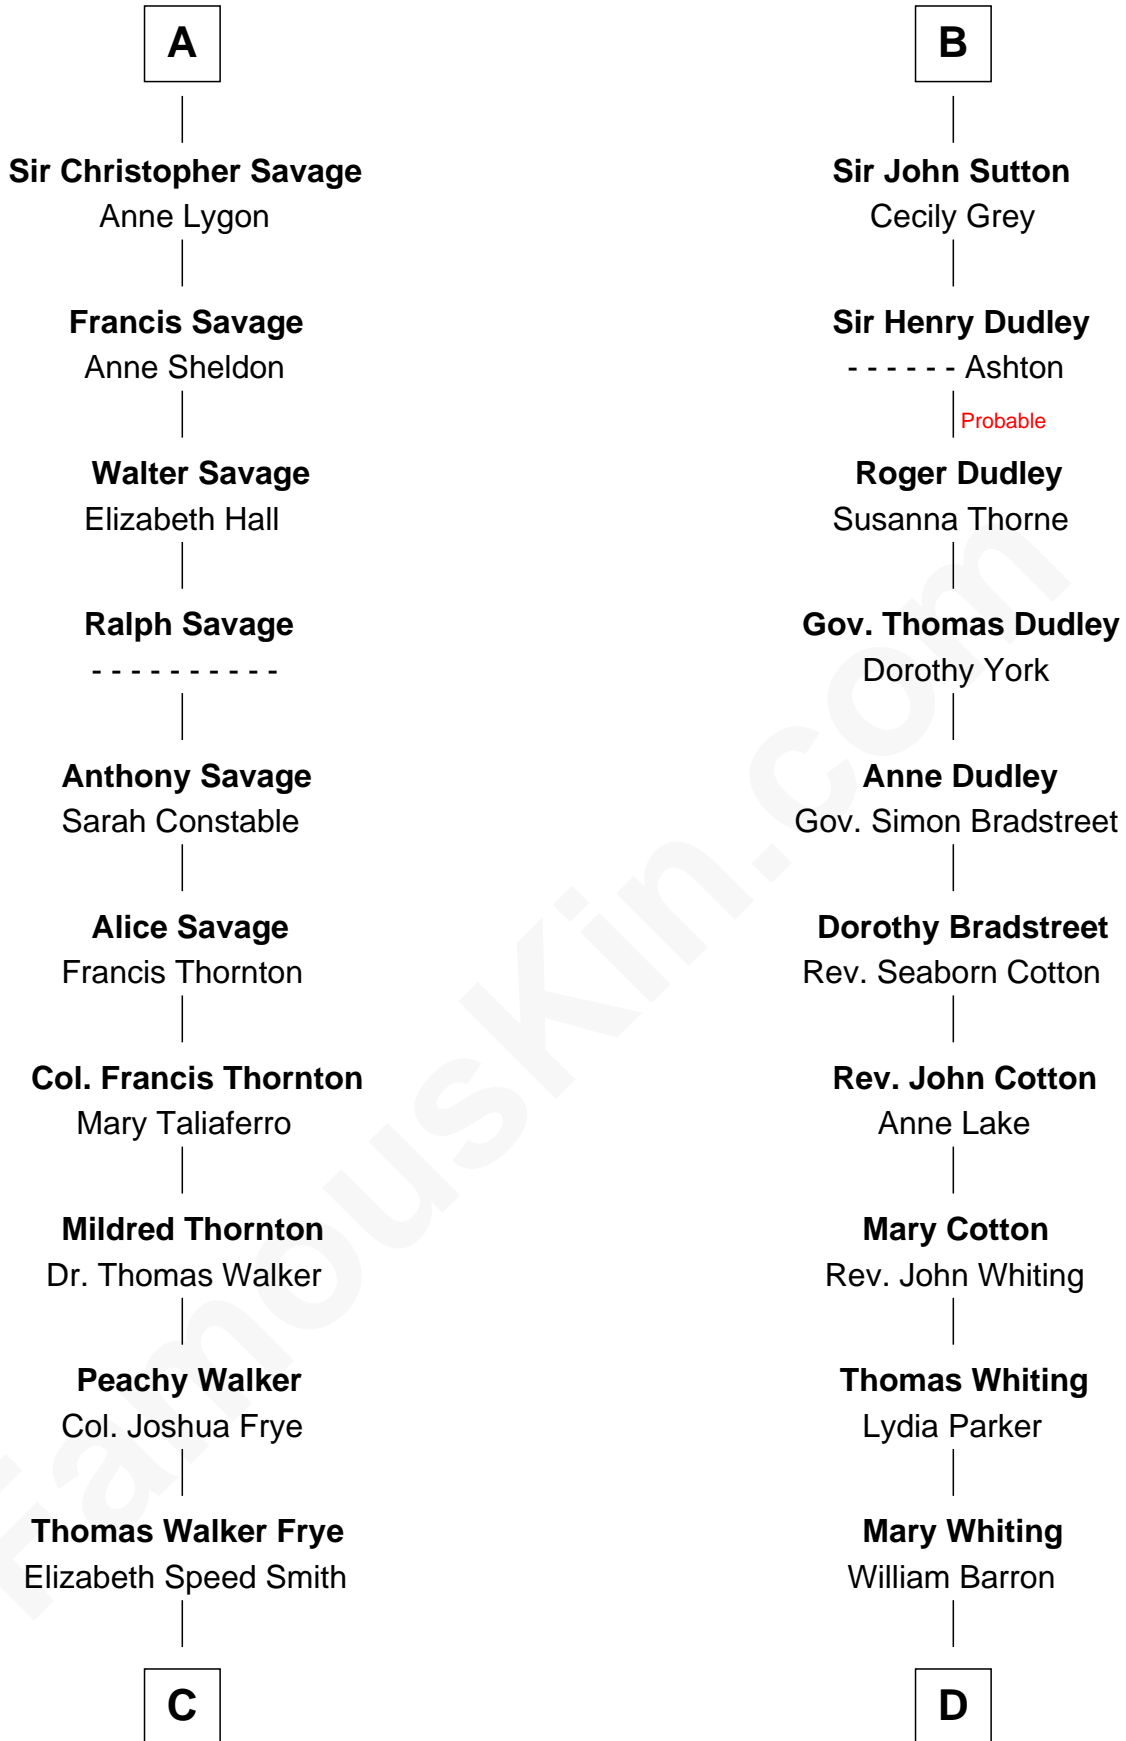 A
Sir Christopher Savage
Anne Lygon
Francis Savage
Anne Sheldon
Walter Savage
Elizabeth Hall
Ralph Savage
- - - - - - - - - -
Anthony Savage
Sarah Constable
Alice Savage
Francis Thornton
Col. Francis Thornton
Mary Taliaferro
Mildred Thornton
Dr. Thomas Walker
Peachy Walker
Col. Joshua Frye
Thomas Walker Frye
Elizabeth Speed Smith
C
B
Sir John Sutton
Cecily Grey
Sir Henry Dudley
- - - - - - Ashton
Probable
Roger Dudley
Susanna Thorne
Gov. Thomas Dudley
Dorothy York
Anne Dudley
Gov. Simon Bradstreet
Dorothy Bradstreet
Rev. Seaborn Cotton
Rev. John Cotton
Anne Lake
Mary Cotton
Rev. John Whiting
Thomas Whiting
Lydia Parker
Mary Whiting
William Barron
D
FamousKin.com